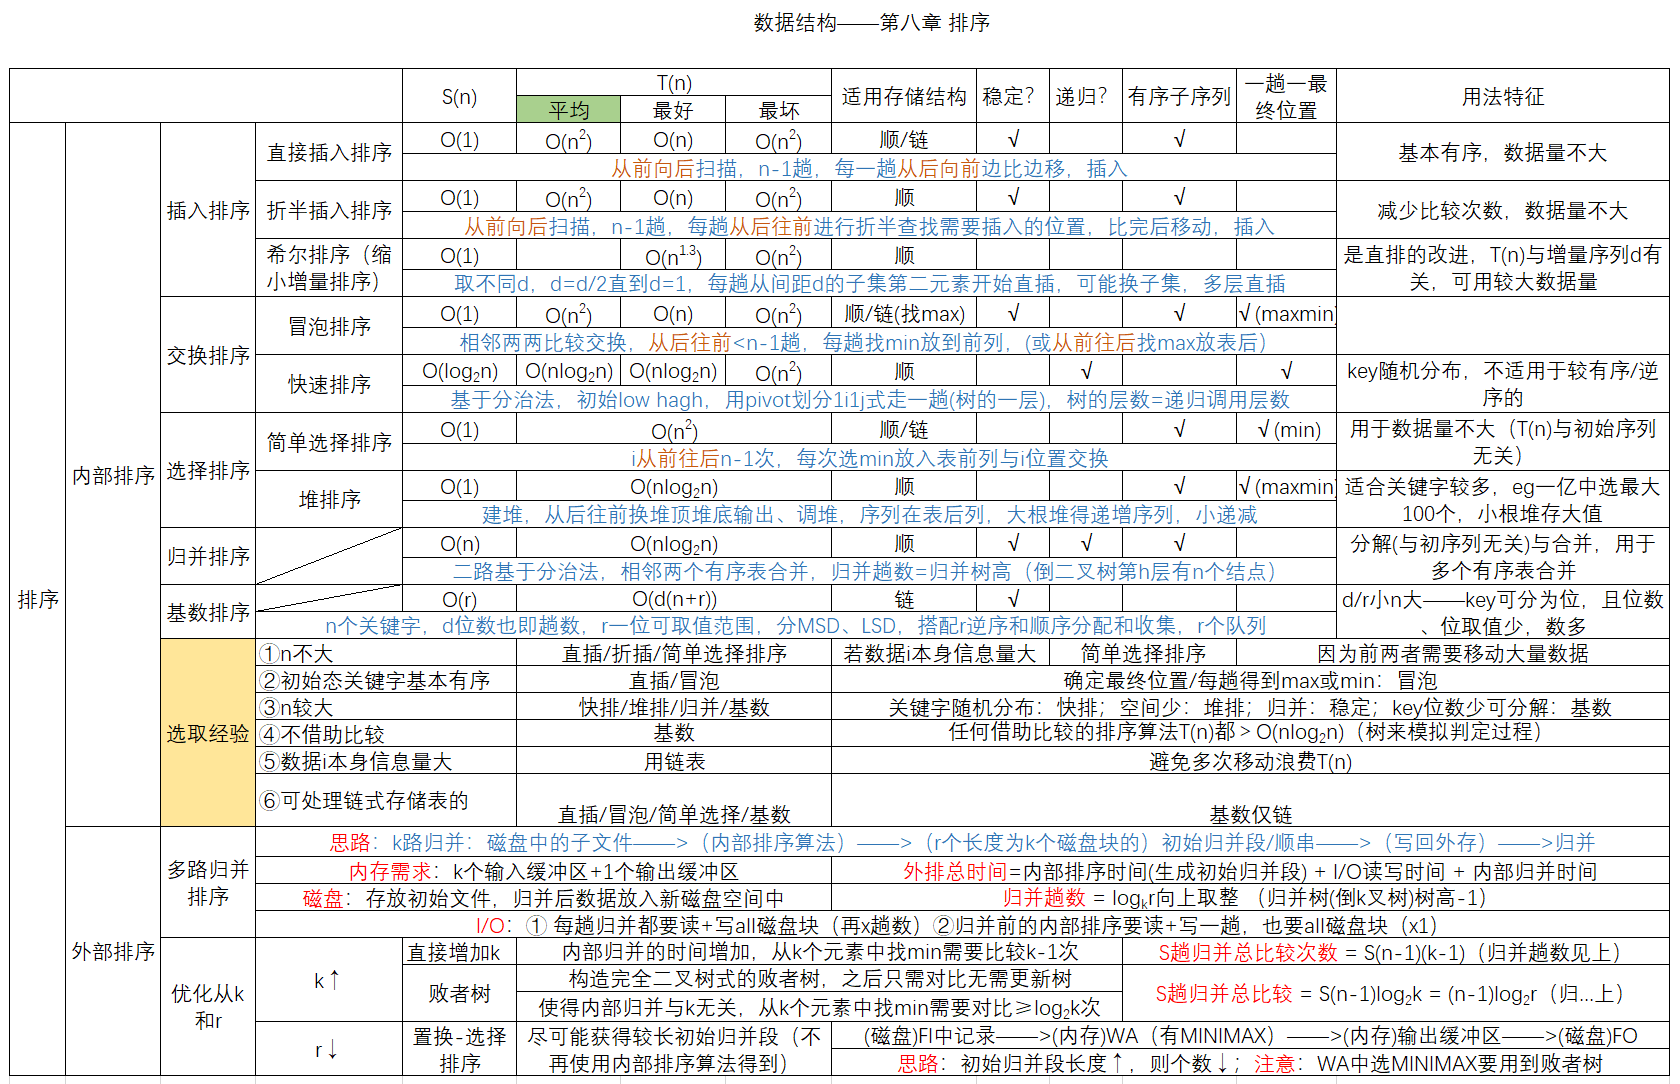 数据结构——第八章 排序
S(n)
T(n)
适用存储结构
稳定？
递归？
有序子序列
一趟一最
终位置
用法特征
平均
最好
最坏
排序
内部排序
插入排序
直接插入排序
O(1)
O(n²)
O(n)
O(n²)
顺/链
√
√
基本有序，数据量不大
从前向后扫描，n-1趟，每一趟从后向前边比边移，插入
折半插入排序
O(1)
O(n²)
O(n)
O(n²)
顺
√
√
减少比较次数，数据量不大
从前向后扫描，n-1趟，每趟从后往前进行折半查找需要插入的位置，比完后移动，插入
希尔排序（缩
小增量排序）
O(1)
O(n¹·³)
O(n²)
顺
是直排的改进，T(n)与增量序列d有
关，可用较大数据量
取不同d，d=d/2直到d=1，每趟从间距d的子集第二元素开始直插，可能换子集，多层直插
交换排序
冒泡排序
O(1)
O(n²)
O(n)
O(n²)
顺/链(找max)
√
√
√ (maxmin)
相邻两两比较交换，从后往前<n-1趟，每趟找min放到前列，(或从前往后找max放表后）
快速排序
O(log₂n)
O(nlog₂n)
O(nlog₂n)
O(n²)
顺
√
√
key随机分布，不适用于较有序/逆
序的
基于分治法，初始low hagh，用pivot划分1i1j式走一趟(树的一层)，树的层数=递归调用层数
选择排序
简单选择排序
O(1)
O(n²)
顺/链
√
√ (min)
用于数据量不大（T(n)与初始序列
无关）
i从前往后n-1次，每次选min放入表前列与i位置交换
堆排序
O(1)
O(nlog₂n)
顺
√
√ (maxmin)
适合关键字较多，eg一亿中选最大
100个，小根堆存大值
建堆，从后往前换堆顶堆底输出、调堆，序列在表后列，大根堆得递增序列，小递减
归并排序
O(n)
O(nlog₂n)
顺
√
√
√
分解(与初序列无关)与合并，用于
多个有序表合并
二路基于分治法，相邻两个有序表合并，归并趟数=归并树高（倒二叉树第h层有n个结点）
基数排序
O(r)
O(d(n+r))
链
√
d/r小n大——key可分为位，且位数
、位取值少，数多
n个关键字，d位数也即趟数，r一位可取值范围，分MSD、LSD，搭配r逆序和顺序分配和收集，r个队列
选取经验
①n不大
直插/折插/简单选择排序
若数据i本身信息量大
简单选择排序
因为前两者需要移动大量数据
②初始态关键字基本有序
直插/冒泡
确定最终位置/每趟得到max或min：冒泡
③n较大
快排/堆排/归并/基数
关键字随机分布：快排；空间少：堆排；归并：稳定；key位数少可分解：基数
④不借助比较
基数
任何借助比较的排序算法T(n)都＞O(nlog₂n)（树来模拟判定过程）
⑤数据i本身信息量大
用链表
避免多次移动浪费T(n)
⑥可处理链式存储表的
直插/冒泡/简单选择/基数
基数仅链
外部排序
多路归并
排序
思路：k路归并：磁盘中的子文件——>（内部排序算法）——>（r个长度为k个磁盘块的）初始归并段/顺串——>（写回外存）——>归并
内存需求：k个输入缓冲区+1个输出缓冲区
外排总时间=内部排序时间(生成初始归并段) + I/O读写时间 + 内部归并时间
磁盘：存放初始文件，归并后数据放入新磁盘空间中
归并趟数 = logₖr向上取整 （归并树(倒k叉树)树高-1）
I/O：① 每趟归并都要读+写all磁盘块（再x趟数）②归并前的内部排序要读+写一趟，也要all磁盘块（x1）
优化从k
和r
k↑
直接增加k
内部归并的时间增加，从k个元素中找min需要比较k-1次
S趟归并总比较次数 = S(n-1)(k-1)（归并趟数见上）
败者树
构造完全二叉树式的败者树，之后只需对比无需更新树
使得内部归并与k无关，从k个元素中找min需要对比≥log₂k次
S趟归并总比较 = S(n-1)log₂k = (n-1)log₂r（归...上）
r↓
置换-选择
排序
尽可能获得较长初始归并段（不
再使用内部排序算法得到）
(磁盘)FI中记录——>(内存)WA（有MINIMAX）——>(内存)输出缓冲区——>(磁盘)FO
思路：初始归并段长度↑，则个数↓；注意：WA中选MINIMAX要用到败者树